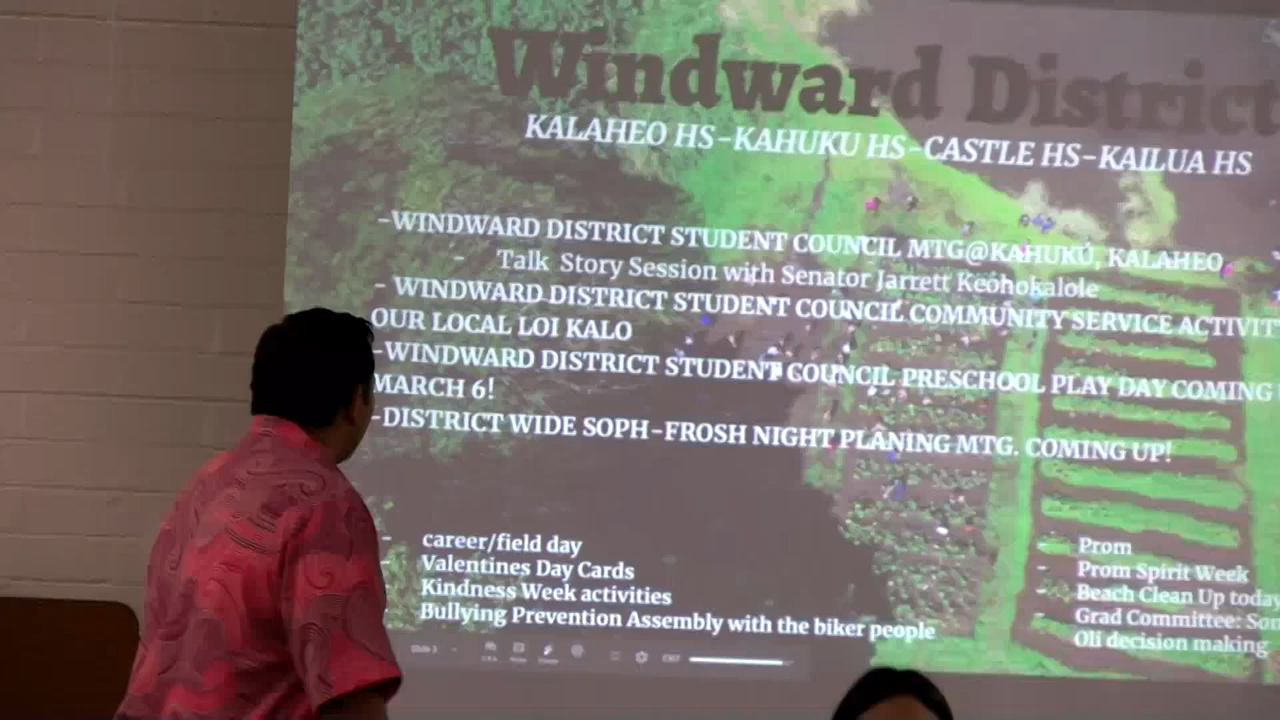 Windward District
KALAHEO HS-KAHUKU HS-CASTLE HS-KAILUA HS
-WINDWARD DISTRICT STUDENT COUNCIL MTG@KAHUKU, KALAHEO
- Talk Story Session with Senator Jarrett Keohokalole
- WINDWARD DISTRICT STUDENT COUNCIL COMMUNITY SERVICE ACTIVIT
OUR LOCAL LOI KALO
-WINDWARD DISTRICT STUDENT COUNCIL PRESCHOOL PLAY DAY COMING
MARCH 6!
-DISTRICT WIDE SOPH-FROSH NIGHT PLANING MTG. COMING UP!
- career/field day
- Valentines Day Cards
- Kindness Week activities
- Bullying Prevention Assembly with the biker people
- Prom
- Prom Spirit Week
- Beach Clean Up today
- Grad Committee:
- Oli decision making
Slide 3
EXIT